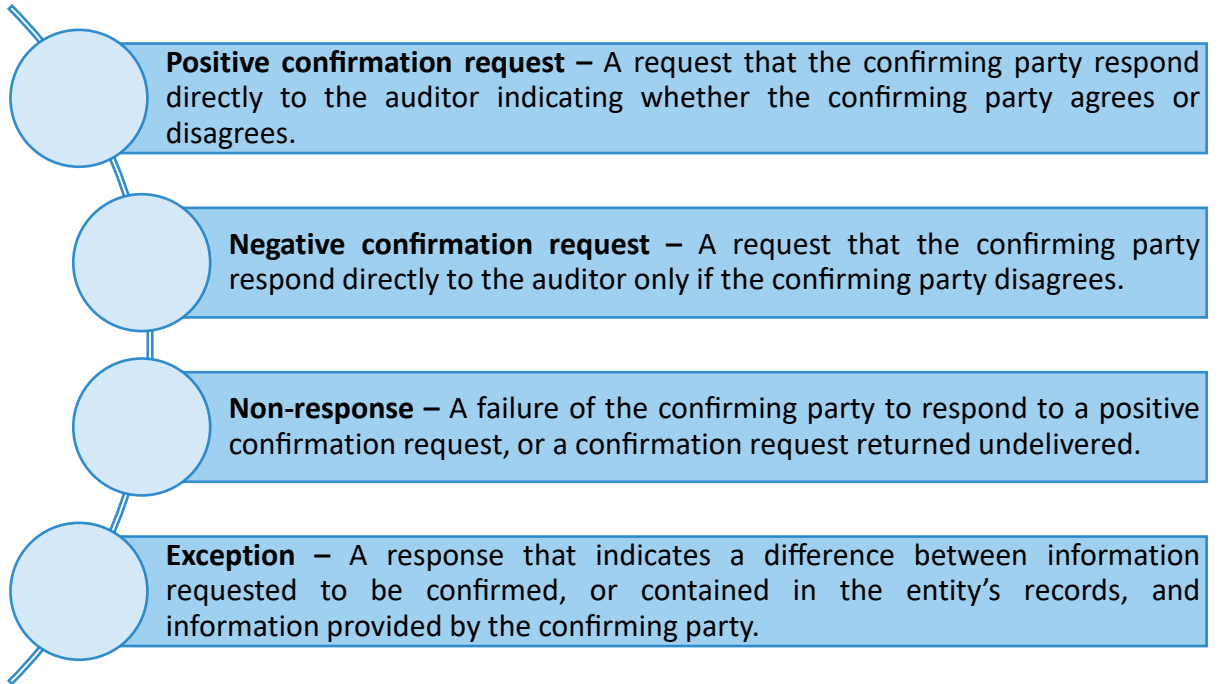 Positive confirmation request – A request that the confirming party respond
directly to the auditor indicating whether the confirming party agrees or
disagrees.
Negative confirmation request – A request that the confirming party
respond directly to the auditor only if the confirming party disagrees.
Non-response – A failure of the confirming party to respond to a positive
confirmation request, or a confirmation request returned undelivered.
Exception – A response that indicates a difference between information
requested to be confirmed, or contained in the entity’s records, and
information provided by the confirming party.